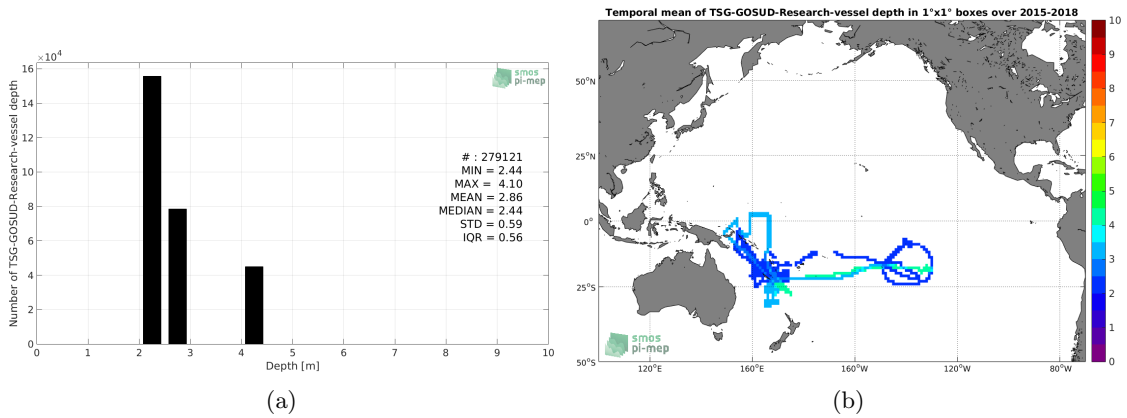 Temporal mean of TSG-GOSUD-Research-vessel depth in 1°x1° boxes over 2015-2018
×10⁴
Number of TSG-GOSUD-Research-vessel depth
16
14
12
10
8
6
4
2
0
smos
pi-mep
# : 279121
MIN = 2.44
MAX = 4.10
MEAN = 2.86
MEDIAN = 2.44
STD = 0.59
IQR = 0.56
0 1 2 3 4 5 6 7 8 9 10
Depth [m]
(a)
50°N
25°N
0°
25°S
50°S
smos
pi-mep
120°E 160°E 160°W 120°W 80°W
10
9
8
7
6
5
4
3
2
1
0
(b)